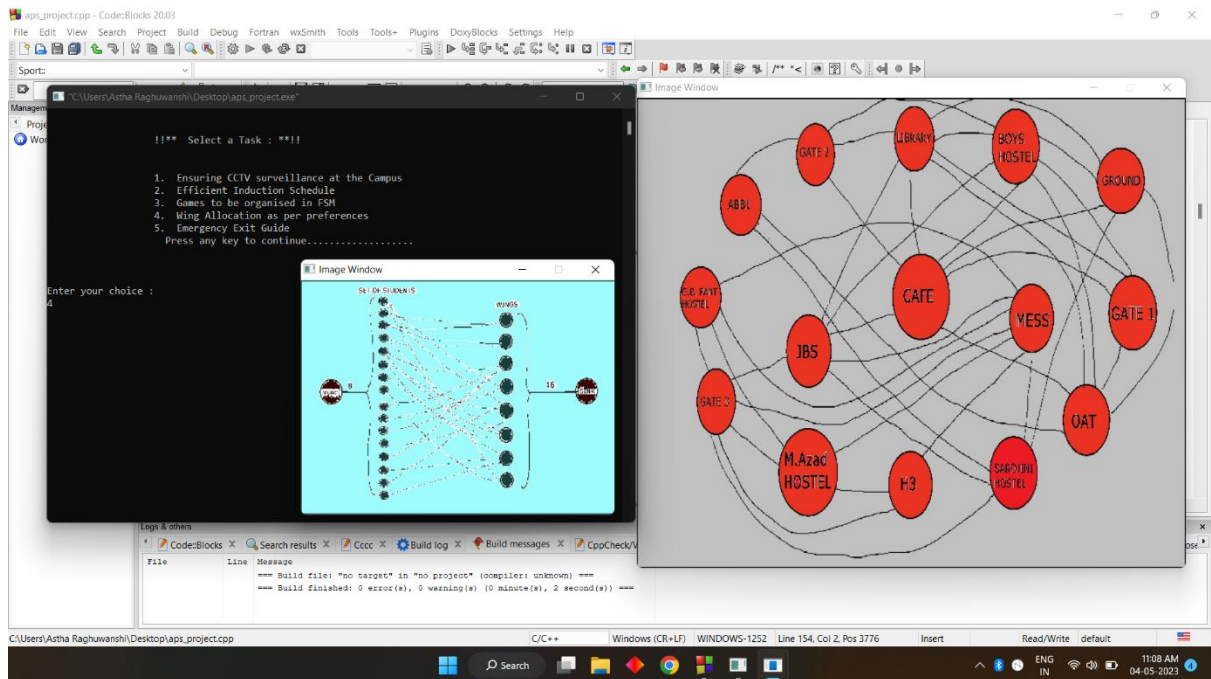 aps_project.cpp - Code::Blocks 20.03
File Edit View Search Project Build Debug Fortran wxSmith Tools Tools+ Plugins DoxyBlocks Settings Help
Sport::
"C:\Users\Astha Raghuwanshi\Desktop\aps_project.exe"
!!** Select a Task : **!!
1. Ensuring CCTV surveillance at the Campus
2. Efficient Induction Schedule
3. Games to be organised in FSM
4. Wing Allocation as per preferences
5. Emergency Exit Guide
Press any key to continue...................
Enter your choice :
4
Image Window
SET OF STUDENTS
WINGS
8
16
Image Window
GATE 2
LIBRARY
BOYS
HOSTEL
GROUND
ABBL
HOSTEL
CAFE
MESS
GATE 1
JBS
GATE 3
OAT
M.Azad
HOSTEL
H3
SAROJINI
HOSTEL
Managem
Proje
Wor
Logs & others
Code::Blocks X Search results X Cccc X Build log X Build messages X CppCheck/V
File Line Message
=== Build file: "no target" in "no project" (compiler: unknown) ===
=== Build finished: 0 error(s), 0 warning(s) (0 minute(s), 2 second(s)) ===
C:\Users\Astha Raghuwanshi\Desktop\aps_project.cpp C/C++ Windows (CR+LF) WINDOWS-1252 Line 154, Col 2, Pos 3776 Insert Read/Write default
Search
ENG
IN
11:08 AM
04-05-2023
4